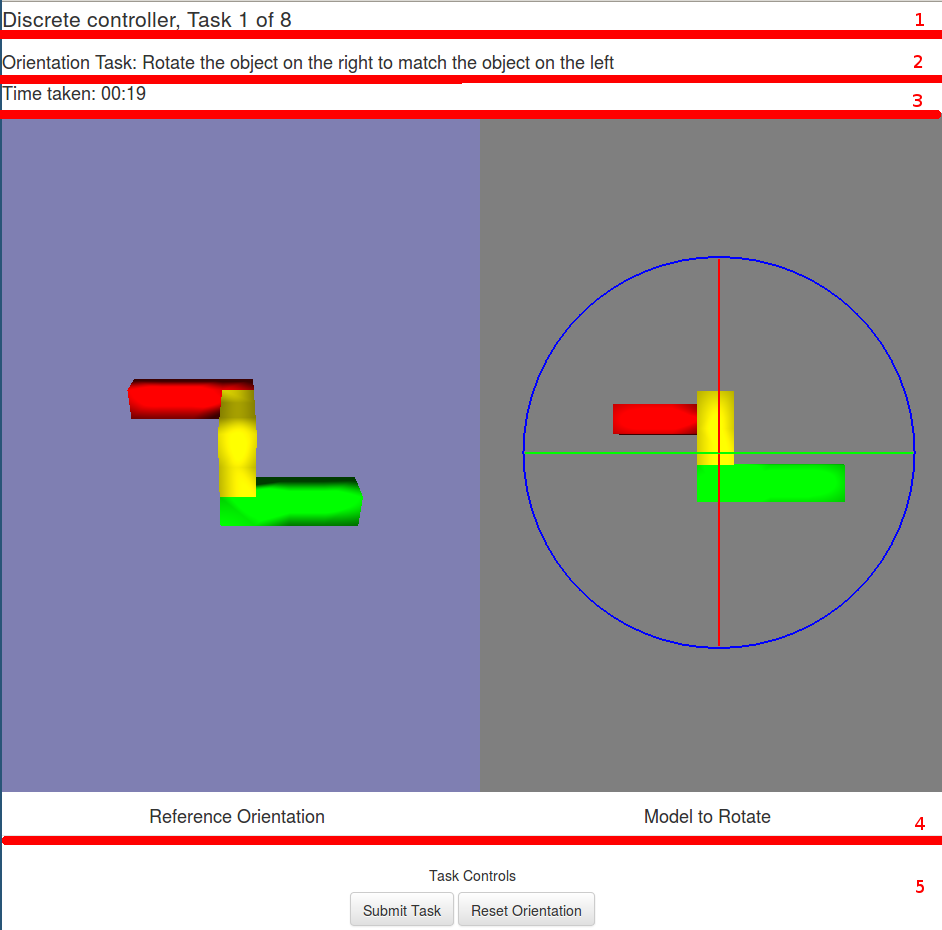 Discrete controller, Task 1 of 8 1
Orientation Task: Rotate the object on the right to match the object on the left 2
Time taken: 00:19 3
Reference Orientation Model to Rotate 4
Task Controls 5
Submit Task Reset Orientation